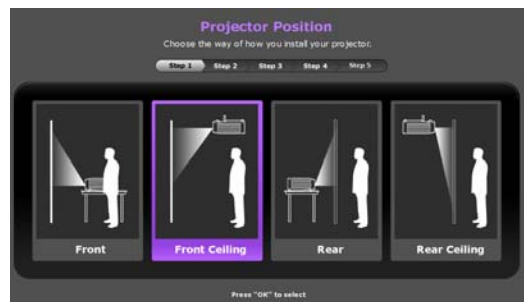 Projector Position
Choose the way of how you install your projector.
Step 1 Step 2 Step 3 Step 4 Step 5
Front Front Ceiling Rear Rear Ceiling
Press "OK" to select